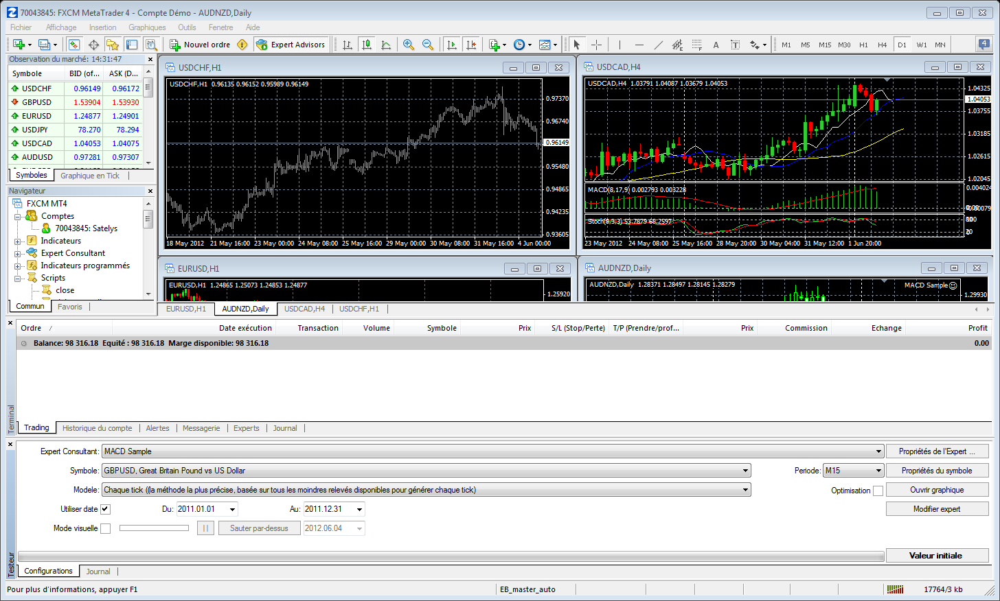 70043845: FXCM MetaTrader 4 - Compte Démo - AUDNZD,Daily
Fichier Affichage Insertion Graphiques Outils Fenetre Aide
Nouvel ordre Expert Advisors A T M1 M5 M15 M30 H1 H4 D1 W1 MN 4
Observation du marché: 14:31:47
Symbole BID (of... ASK (D...
USDCHF 0.96149 0.96172
GBPUSD 1.53904 1.53930
EURUSD 1.24877 1.24901
USDJPY 78.270 78.294
USDCAD 1.04053 1.04075
AUDUSD 0.97281 0.97307
Symboles Graphique en Tick
Navigateur
FXCM MT4
Comptes
70043845: Satelys
Indicateurs
Expert Consultant
Indicateurs programmés
Scripts
close
Commun Favoris
USDCHF,H1
USDCHF,H1 0.96135 0.96152 0.95989 0.96149
0.97370
0.96740
0.96149
0.95480
0.94865
0.94235
0.93605
18 May 2012 21 May 16:00 23 May 00:00 24 May 08:00 25 May 16:00 29 May 00:00 30 May 08:00 31 May 16:00 4 Jun 00:00
USDCAD,H4
USDCAD,H4 1.03791 1.04087 1.03679 1.04053
1.04325
1.04053
1.03755
1.03185
1.02615
1.02045
MACD(8,17,9) 0.002793 0.003228
0.004024
Stoch(8,3,3) 53.7879 68.2597
20
23 May 2012 24 May 08:00 25 May 16:00 28 May 20:00 30 May 04:00 31 May 12:00 1 Jun 20:00
EURUSD,H1
EURUSD,H1 1.24865 1.25073 1.24853 1.24877
1.25920
AUDNZD,Daily
AUDNZD,Daily 1.28371 1.28497 1.28145 1.28279
MACD Sample
1.29930
EURUSD,H1 AUDNZD,Daily USDCAD,H4 USDCHF,H1
Ordre / Date exécution Transaction Volume Symbole Prix S/L (Stop/Perte) T/P (Prendre/prof... Prix Commission Echange Profit
Balance: 98 316.18 Equité : 98 316.18 Marge disponible: 98 316.18 0.00
Terminal
Trading Historique du compte Alertes Messagerie Experts Journal
Expert Consultant: MACD Sample Propriétés de l'Expert ...
Symbole: GBPUSD, Great Britain Pound vs US Dollar Periode: M15 Propriétés du symbole
Modele: Chaque tick ((la méthode la plus précise, basée sur tous les moindres relevés disponibles pour générer chaque tick) Optimisation Ouvrir graphique
Utiliser date Du: 2011.01.01 Au: 2011.12.31 Modifier expert
Mode visuelle Sauter par-dessus 2012.06.04
Valeur initiale
Testeur
Configurations Journal
Pour plus d'informations, appuyer F1 EB_master_auto 17764/3 kb